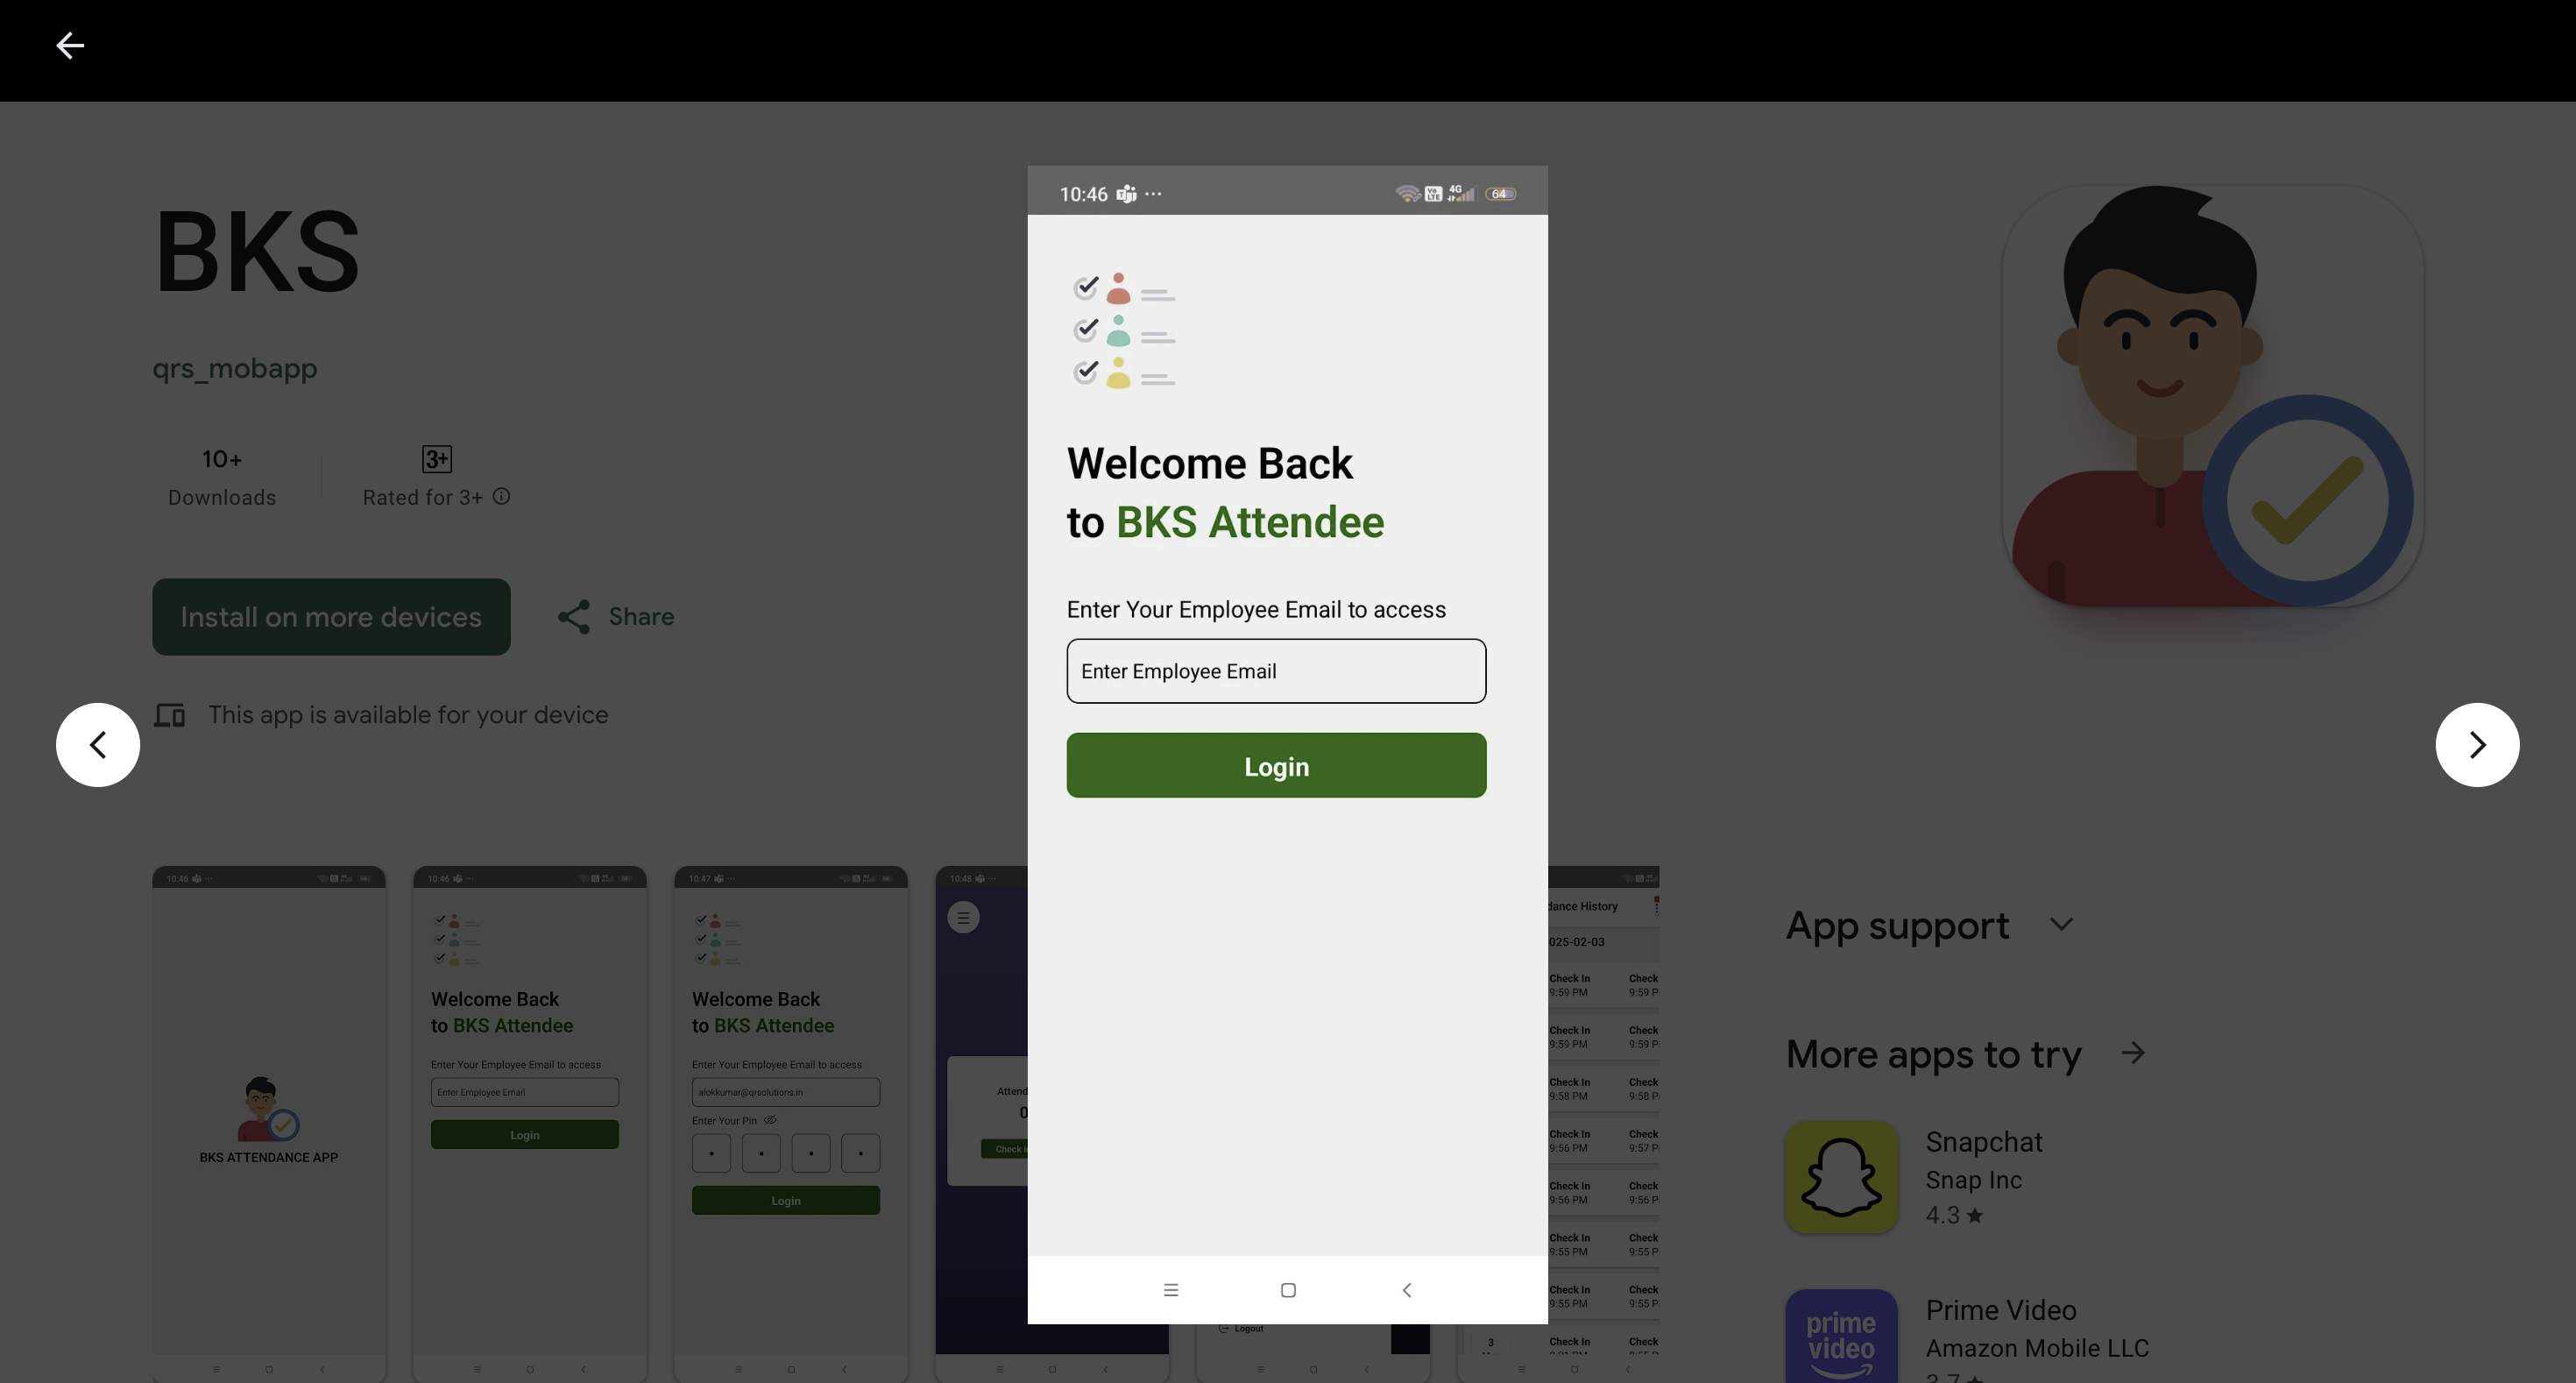 BKS
qrs_mobapp
10+
Downloads
3+
Rated for 3+
Install on more devices
Share
This app is available for your device
10:46
Vo LTE
4G
64
Welcome Back
to BKS Attendee
Enter Your Employee Email to access
Enter Employee Email
Login
10:46
BKS ATTENDANCE APP
10:46
Welcome Back
to BKS Attendee
Enter Your Employee Email to access
Enter Employee Email
Login
10:47
Welcome Back
to BKS Attendee
Enter Your Employee Email to access
alokkumar@qrsolutions.in
Enter Your Pin
Login
10:48
Attend
0
Check i
Logout
dance History
025-02-03
Check In Check
9:59 PM 9:59 P
Check In Check
9:59 PM 9:59 P
Check In Check
9:58 PM 9:58 P
Check In Check
9:56 PM 9:57 P
Check In Check
9:56 PM 9:56 P
Check In Check
9:55 PM 9:55 P
Check In Check
9:55 PM 9:55 P
3 Check In Check
App support
More apps to try
Snapchat
Snap Inc
4.3
prime video
Prime Video
Amazon Mobile LLC
3.7